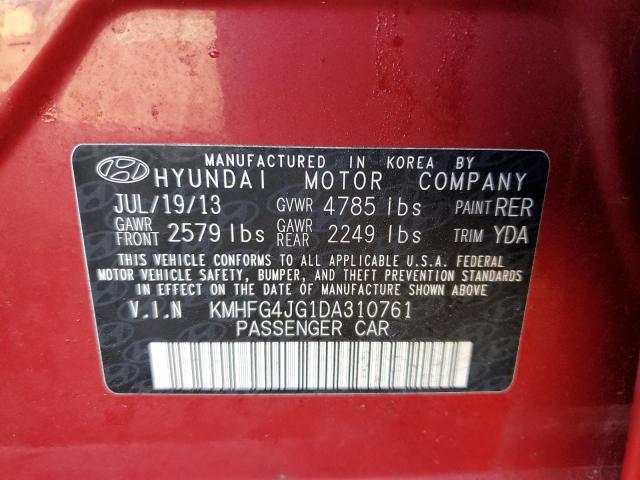 MANUFACTURED IN KOREA BY
HYUNDAI MOTOR COMPANY
JUL/19/13 GVWR 4785 lbs PAINT RER
GAWR FRONT 2579 lbs GAWR REAR 2249 lbs TRIM YDA
THIS VEHICLE CONFORMS TO ALL APPLICABLE U.S.A. FEDERAL
MOTOR VEHICLE SAFETY, BUMPER, AND THEFT PREVENTION STANDARDS
IN EFFECT ON THE DATE OF MANUFACTURE SHOWN ABOVE.
V.I.N KMHFG4JG1DA310761
PASSENGER CAR